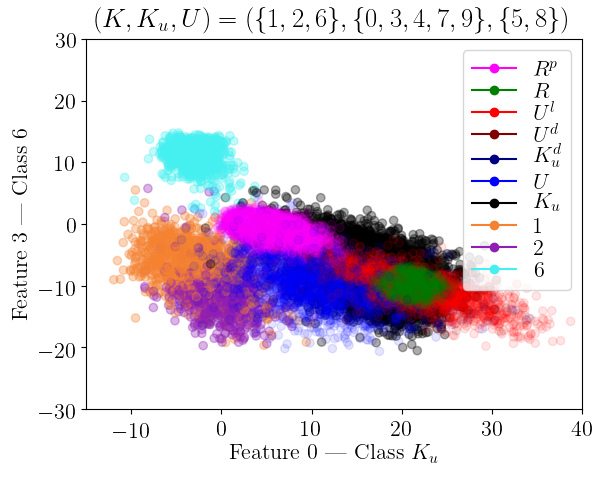 (K, K_u, U) = ({1, 2, 6}, {0, 3, 4, 7, 9}, {5, 8})
30
20
10
0
−10
−20
−30
Feature 3 — Class 6
R^p
R
U^l
U^d
K_u^d
U
K_u
1
2
6
−10
0
10
20
30
40
Feature 0 — Class K_u